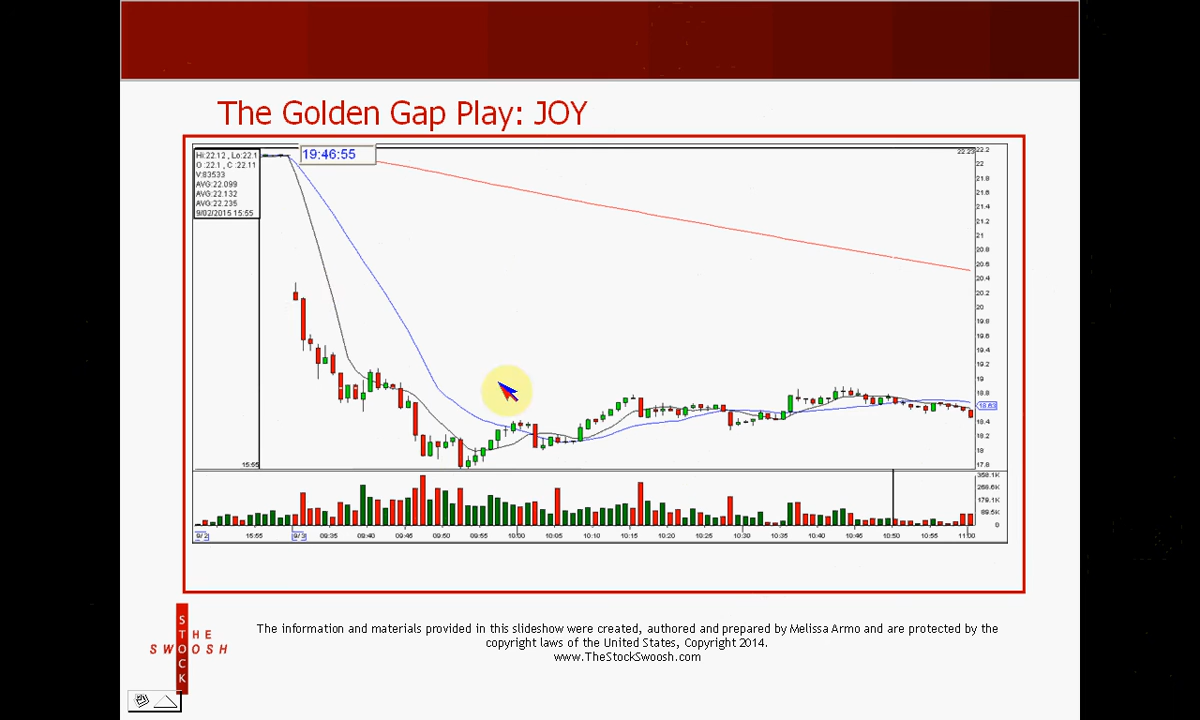 The Golden Gap Play: JOY
Hi:22.12 , Lo:22.1
O :22.1 , C :22.11
V:83533
AVG:22.099
AVG:22.132
AVG:22.235
9/02/2015 15:55
19:46:55
22.2
22
21.8
21.6
21.4
21.2
21
20.8
20.6
20.4
20.2
20
19.8
19.6
19.4
19.2
19
18.8
18.63
18.4
18.2
18
17.8
15:55
358.1K
268.6K
179.1K
89.5K
0
9/2 15:55 9/3 09:35 09:40 09:45 09:50 09:55 10:00 10:05 10:10 10:15 10:20 10:25 10:30 10:35 10:40 10:45 10:50 10:55 11:00
THE
STOCK
SWOOSH
The information and materials provided in this slideshow were created, authored and prepared by Melissa Armo and are protected by the
copyright laws of the United States, Copyright 2014.
www.TheStockSwoosh.com